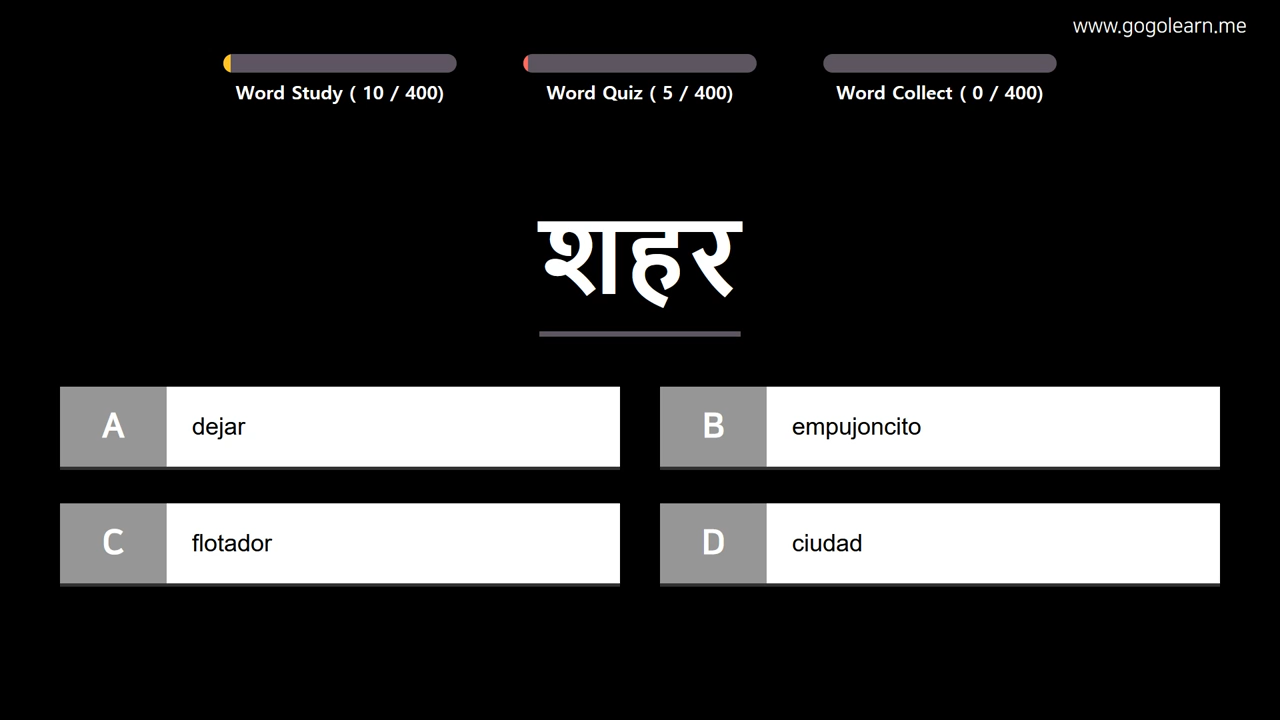 www.gogolearn.me
Word Study ( 10 / 400)
Word Quiz ( 5 / 400)
Word Collect ( 0 / 400)
शहर
A dejar
B empujoncito
C flotador
D ciudad